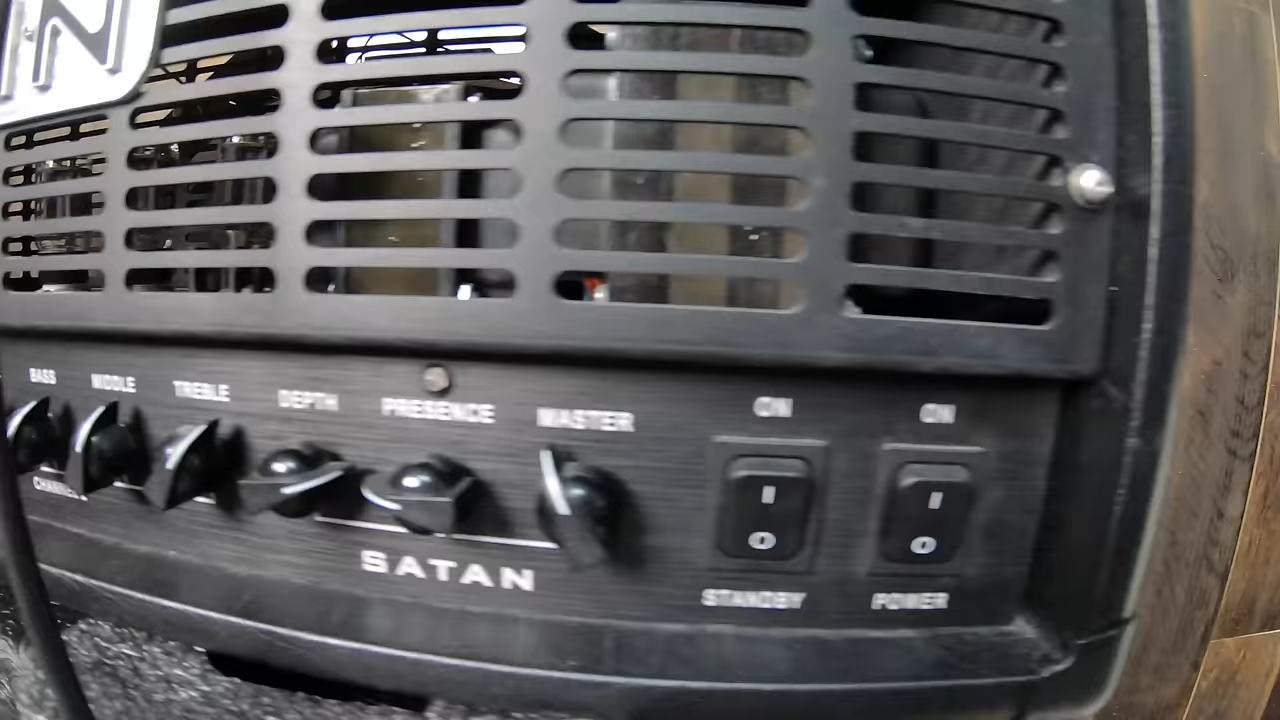 BASS MIDDLE TREBLE DEPTH PRESENCE MASTER ON ON
I I
O O
SATAN
STANDBY POWER